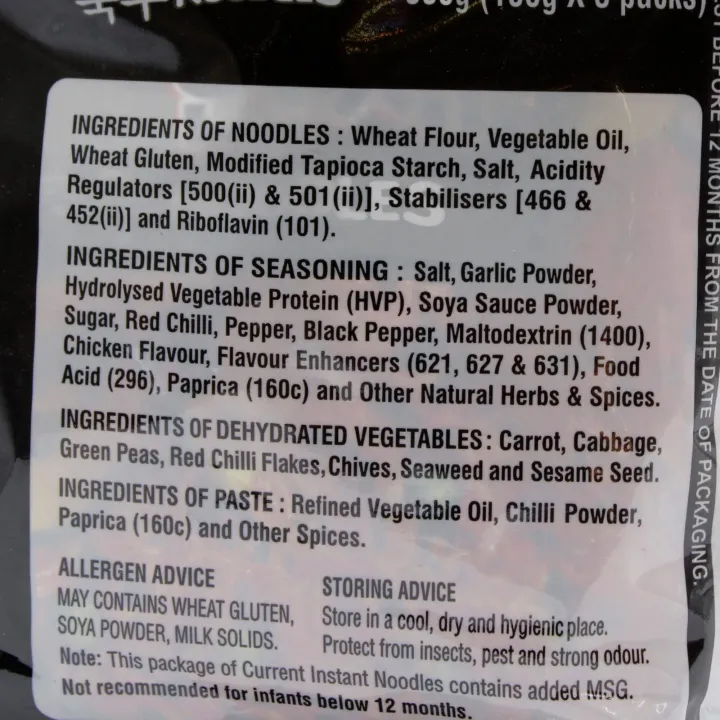 국수 NOODLES
INGREDIENTS OF NOODLES : Wheat Flour, Vegetable Oil,
Wheat Gluten, Modified Tapioca Starch, Salt, Acidity
Regulators [500(ii) & 501(ii)], Stabilisers [466 &
452(ii)] and Riboflavin (101).
INGREDIENTS OF SEASONING : Salt, Garlic Powder,
Hydrolysed Vegetable Protein (HVP), Soya Sauce Powder,
Sugar, Red Chilli, Pepper, Black Pepper, Maltodextrin (1400),
Chicken Flavour, Flavour Enhancers (621, 627 & 631), Food
Acid (296), Paprica (160c) and Other Natural Herbs & Spices.
INGREDIENTS OF DEHYDRATED VEGETABLES : Carrot, Cabbage,
Green Peas, Red Chilli Flakes, Chives, Seaweed and Sesame Seed.
INGREDIENTS OF PASTE : Refined Vegetable Oil, Chilli Powder,
Paprica (160c) and Other Spices.
ALLERGEN ADVICE
MAY CONTAINS WHEAT GLUTEN,
SOYA POWDER, MILK SOLIDS.
STORING ADVICE
Store in a cool, dry and hygienic place.
Protect from insects, pest and strong odour.
Note: This package of Current Instant Noodles contains added MSG.
Not recommended for infants below 12 months.
BEFORE 12 MONTHS FROM THE DATE OF PACKAGING.